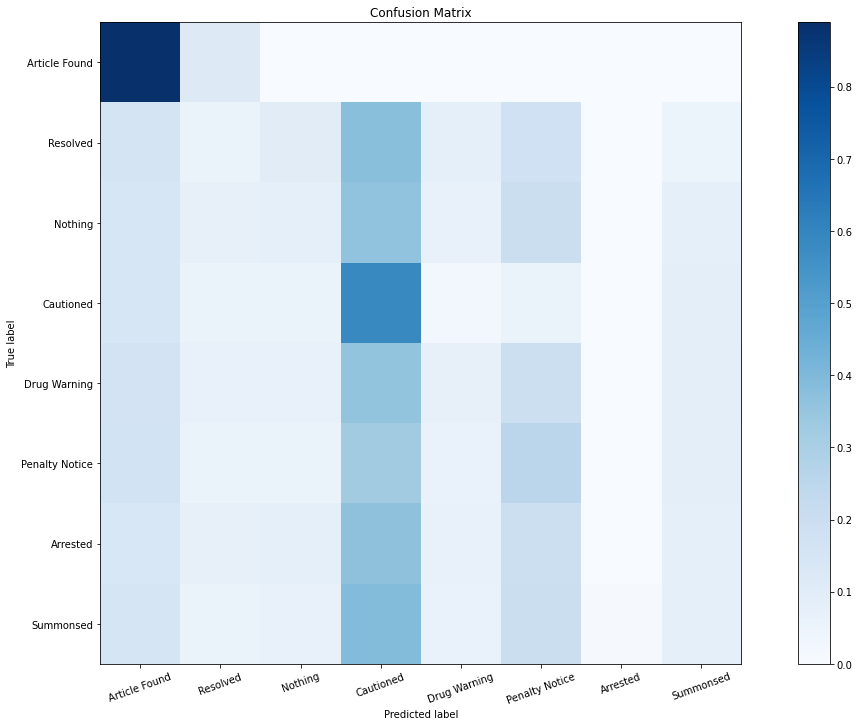 Confusion Matrix
True label
Article Found
Resolved
Nothing
Cautioned
Drug Warning
Penalty Notice
Arrested
Summonsed
Article Found
Resolved
Nothing
Cautioned
Drug Warning
Penalty Notice
Arrested
Summonsed
Predicted label
0.8
0.7
0.6
0.5
0.4
0.3
0.2
0.1
0.0